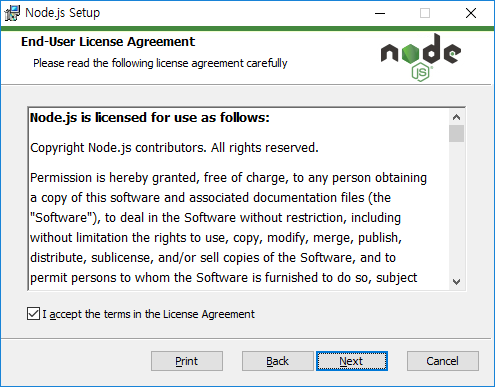 Node.js Setup
End-User License Agreement
Please read the following license agreement carefully
node
JS
Node.js is licensed for use as follows:
Copyright Node.js contributors. All rights reserved.
Permission is hereby granted, free of charge, to any person obtaining
a copy of this software and associated documentation files (the
"Software"), to deal in the Software without restriction, including
without limitation the rights to use, copy, modify, merge, publish,
distribute, sublicense, and/or sell copies of the Software, and to
permit persons to whom the Software is furnished to do so, subject
I accept the terms in the License Agreement
Print
Back
Next
Cancel